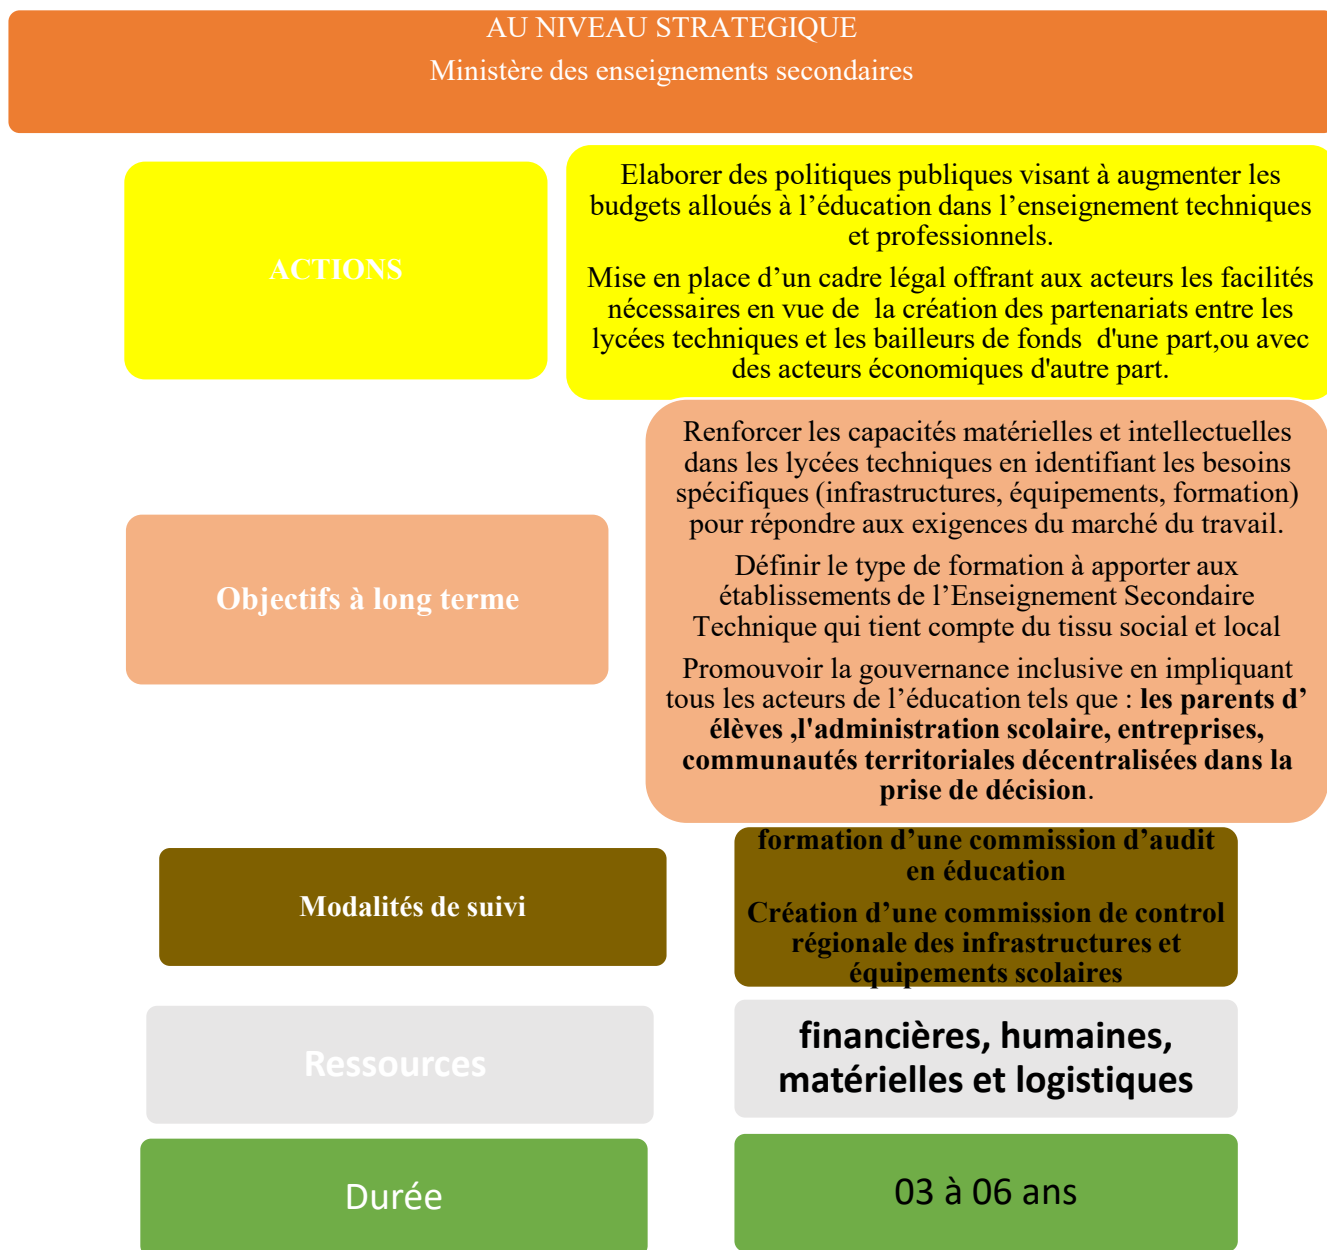 AU NIVEAU STRATEGIQUE
Ministère des enseignements secondaires
ACTIONS
Elaborer des politiques publiques visant à augmenter les
budgets alloués à l’éducation dans l’enseignement techniques
et professionnels.
Mise en place d’un cadre légal offrant aux acteurs les facilités
nécessaires en vue de  la création des partenariats entre les
lycées techniques et les bailleurs de fonds  d'une part,ou avec
des acteurs économiques d'autre part.
Objectifs à long terme
Renforcer les capacités matérielles et intellectuelles
dans les lycées techniques en identifiant les besoins
spécifiques (infrastructures, équipements, formation)
pour répondre aux exigences du marché du travail.
Définir le type de formation à apporter aux
établissements de l’Enseignement Secondaire
Technique qui tient compte du tissu social et local
Promouvoir la gouvernance inclusive en impliquant
tous les acteurs de l’éducation tels que : les parents d’
élèves ,l'administration scolaire, entreprises,
communautés territoriales décentralisées dans la
prise de décision.
Modalités de suivi
formation d’une commission d’audit
en éducation
Création d’une commission de control
régionale des infrastructures et
équipements scolaires
Ressources
financières, humaines,
matérielles et logistiques
Durée
03 à 06 ans